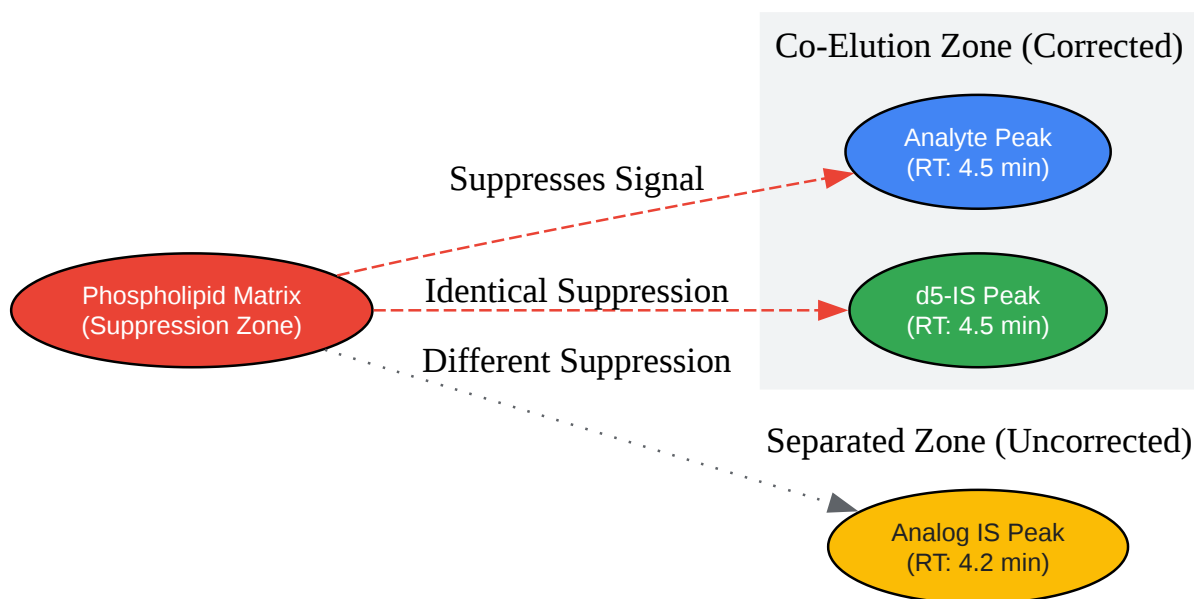 Co-Elution Zone (Corrected)
Analyte Peak
(RT: 4.5 min)
Suppresses Signal
Phospholipid Matrix
(Suppression Zone)
Identical Suppression
d5-IS Peak
(RT: 4.5 min)
Different Suppression
Separated Zone (Uncorrected)
Analog IS Peak
(RT: 4.2 min)